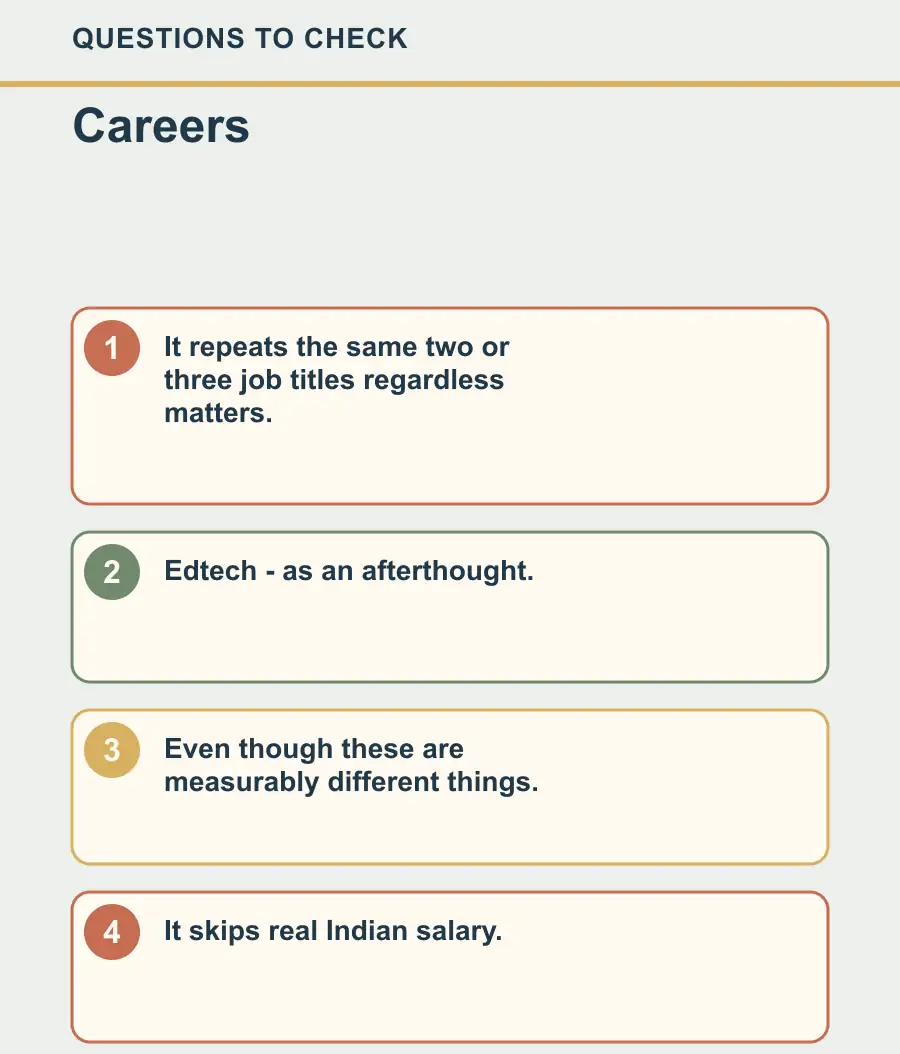 QUESTIONS TO CHECK
Careers
1
It repeats the same two or
three job titles regardless
matters.
2
Edtech - as an afterthought.
3
Even though these are
measurably different things.
4
It skips real Indian salary.